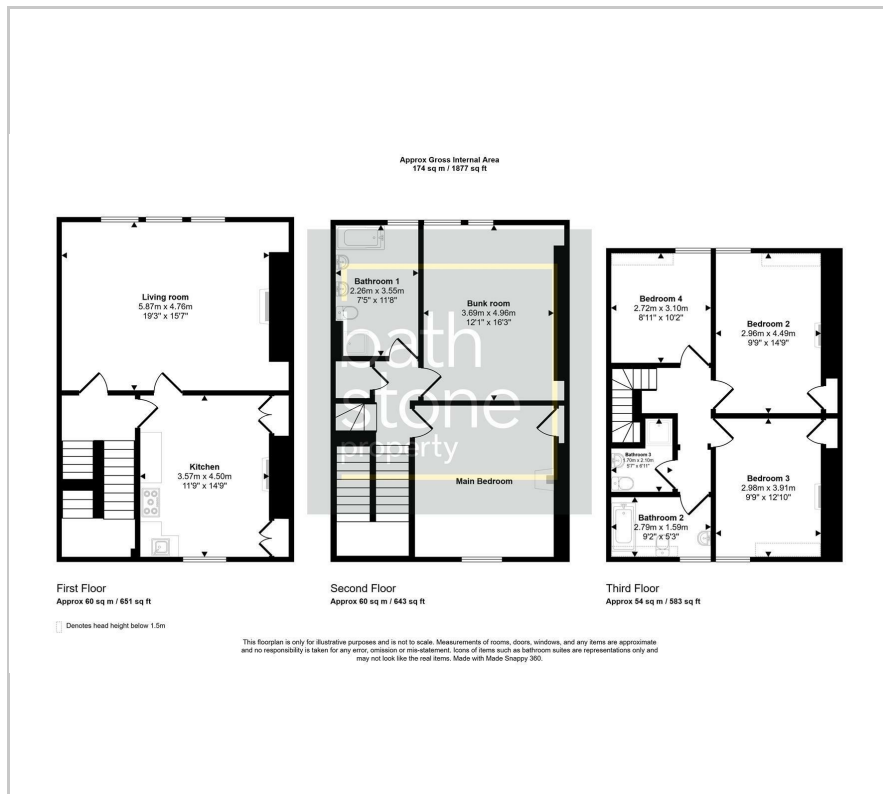 Approx Gross Internal Area
174 sq m / 1877 sq ft
Living room
5.87m x 4.76m
19'3" x 15'7"
Kitchen
3.57m x 4.50m
11'9" x 14'9"
First Floor
Approx 60 sq m / 651 sq ft
Denotes head height below 1.5m
Bathroom 1
2.26m x 3.55m
7'5" x 11'8"
Bunk room
3.69m x 4.96m
12'1" x 16'3"
bath
stone
property
Main Bedroom
Second Floor
Approx 60 sq m / 643 sq ft
Bedroom 4
2.72m x 3.10m
8'11" x 10'2"
Bedroom 2
2.96m x 4.49m
9'9" x 14'9"
Bathroom 3
1.70m x 2.10m
5'7" x 6'11"
Bedroom 3
2.98m x 3.91m
9'9" x 12'10"
Bathroom 2
2.79m x 1.59m
9'2" x 5'3"
Third Floor
Approx 54 sq m / 583 sq ft
This floorplan is only for illustrative purposes and is not to scale. Measurements of rooms, doors, windows, and any items are approximate
and no responsibility is taken for any error, omission or mis-statement. Icons of items such as bathroom suites are representations only and
may not look like the real items. Made with Made Snappy 360.